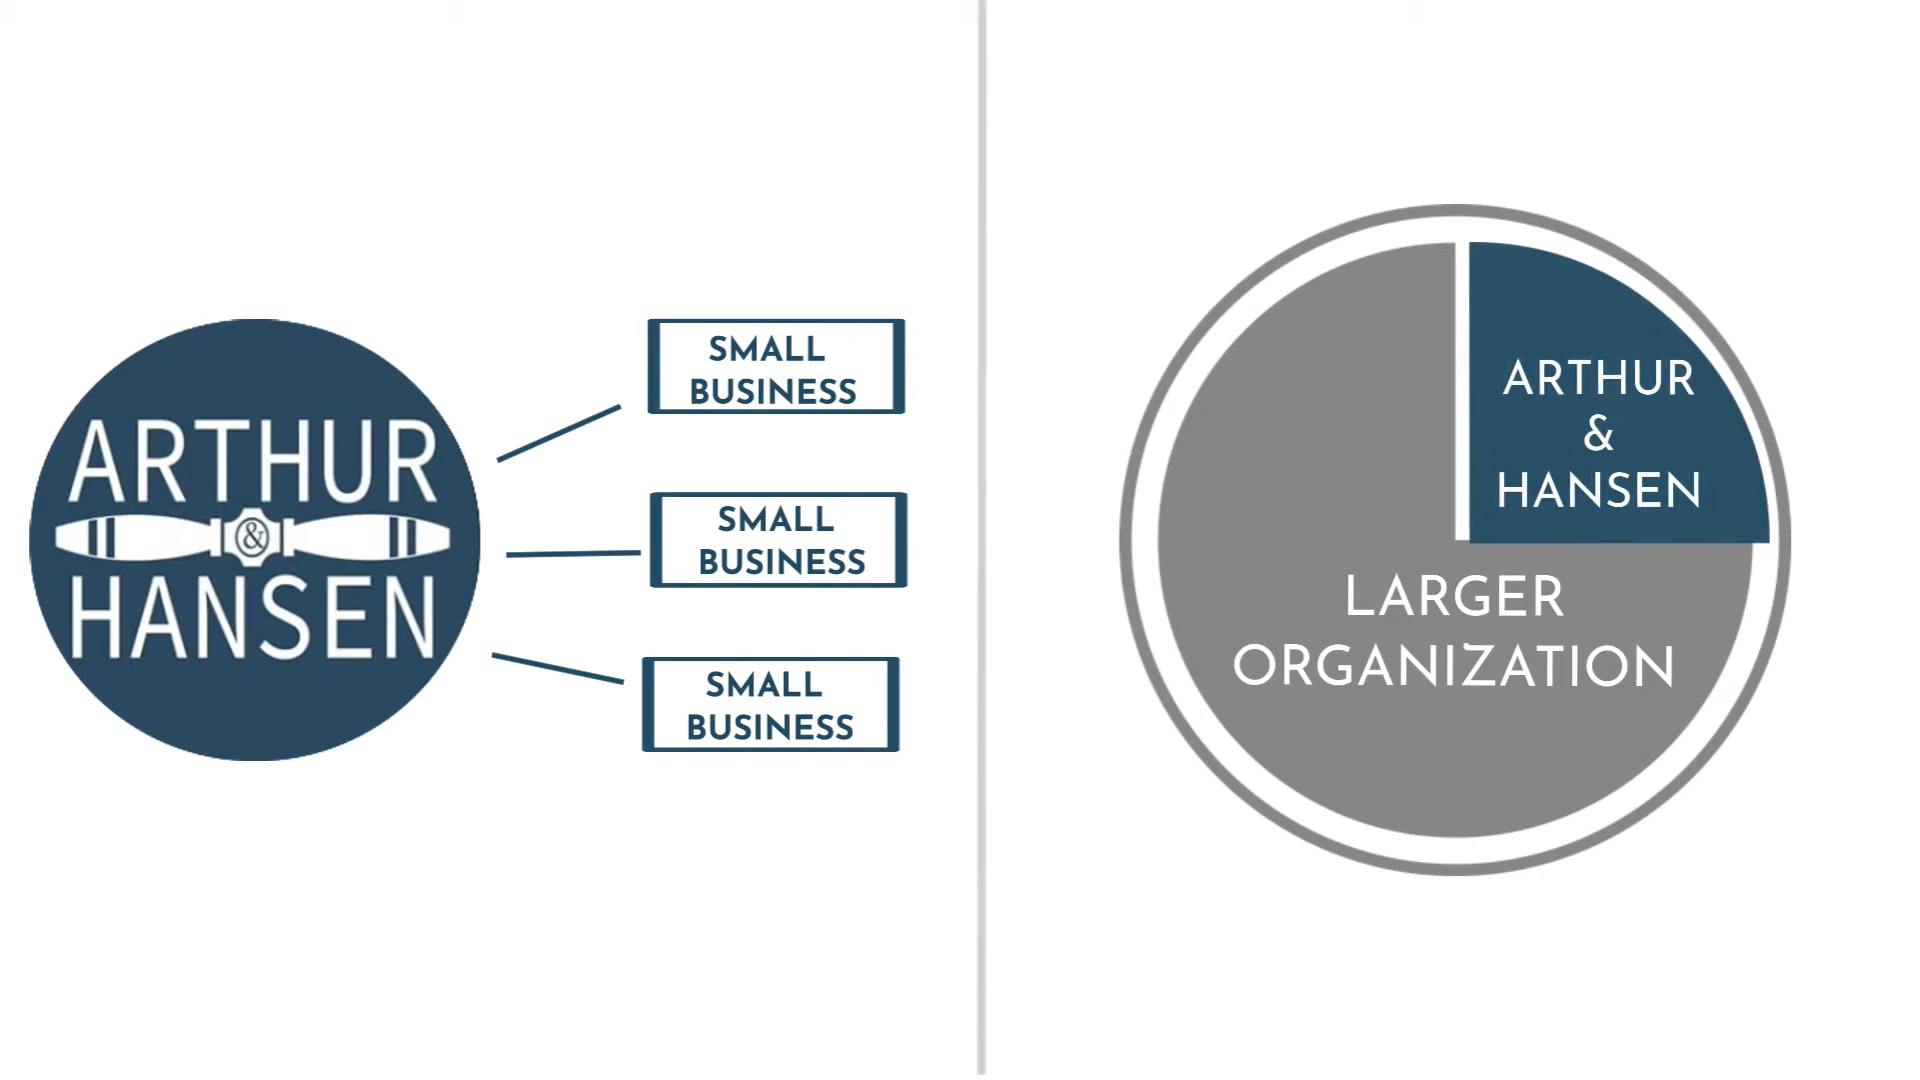 ARTHUR
&
HANSEN
SMALL
BUSINESS
SMALL
BUSINESS
SMALL
BUSINESS
ARTHUR
&
HANSEN
LARGER
ORGANIZATION